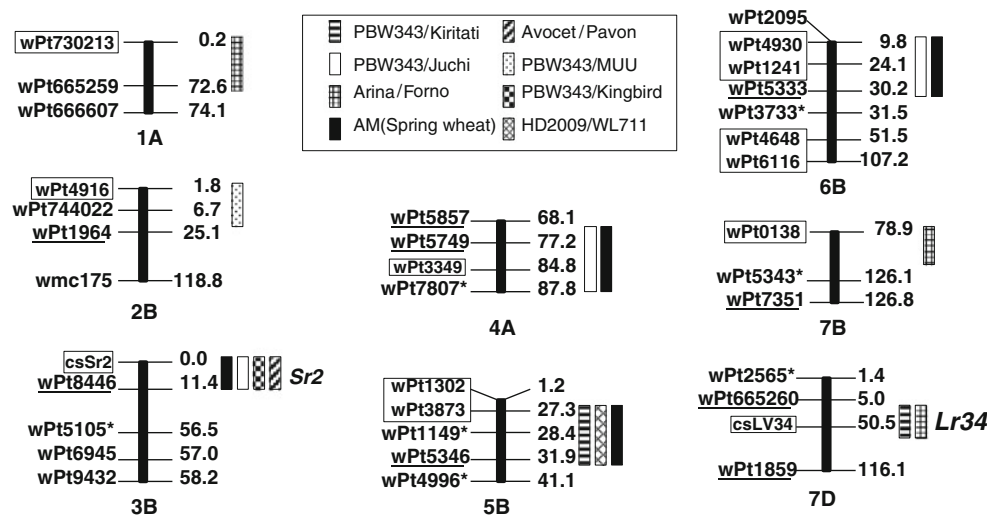 wPt730213 0.2
wPt665259 72.6
wPt666607 74.1
1A
PBW343/Kiritati Avocet/Pavon
PBW343/Juchi PBW343/MUU
Arina/Forno PBW343/Kingbird
AM(Spring wheat) HD2009/WL711
wPt2095
wPt4930 9.8
wPt1241 24.1
wPt5333 30.2
wPt3733* 31.5
wPt4648 51.5
wPt6116 107.2
6B
wPt4916 1.8
wPt744022 6.7
wPt1964 25.1
wmc175 118.8
2B
wPt5857 68.1
wPt5749 77.2
wPt3349 84.8
wPt7807* 87.8
4A
wPt0138 78.9
wPt5343* 126.1
wPt7351 126.8
7B
csSr2 0.0
wPt8446 11.4
Sr2
wPt5105* 56.5
wPt6945 57.0
wPt9432 58.2
3B
wPt1302 1.2
wPt3873 27.3
wPt1149* 28.4
wPt5346 31.9
wPt4996* 41.1
5B
wPt2565* 1.4
wPt665260 5.0
csLV34 50.5
Lr34
wPt1859 116.1
7D